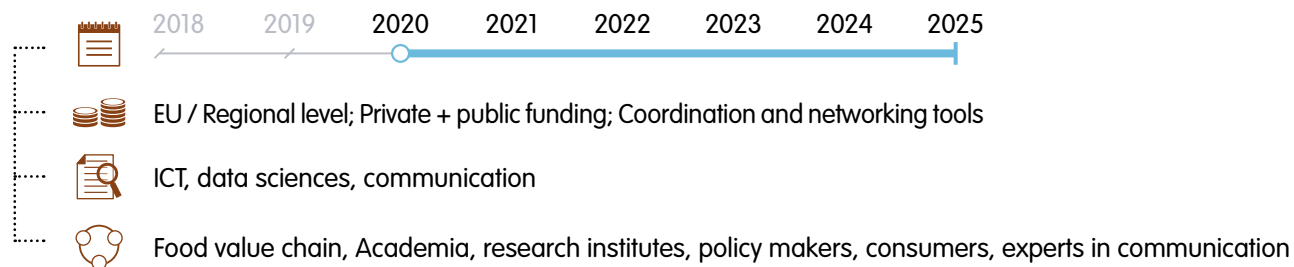 2018 2019 2020 2021 2022 2023 2024 2025
EU / Regional level; Private + public funding; Coordination and networking tools
ICT, data sciences, communication
Food value chain, Academia, research institutes, policy makers, consumers, experts in communication